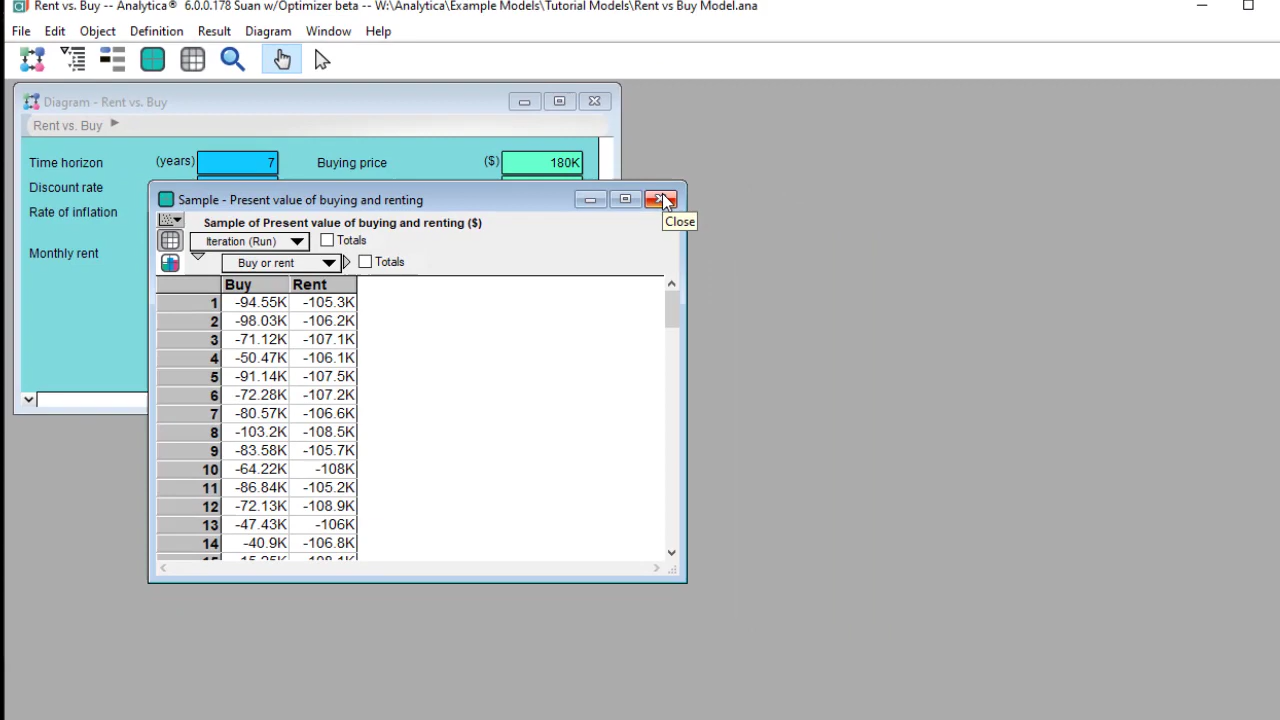 Rent vs. Buy -- Analytica® 6.0.0.178 Suan w/Optimizer beta -- W:\Analytica\Example Models\Tutorial Models\Rent vs Buy Model.ana
File Edit Object Definition Result Diagram Window Help
Diagram - Rent vs. Buy
Rent vs. Buy
Time horizon (years) 7 Buying price ($) 180K
Discount rate
Rate of inflation
Monthly rent
Sample - Present value of buying and renting
Close
Sample of Present value of buying and renting ($)
Iteration (Run) Totals
Buy or rent Totals
Buy Rent
1 -94.55K -105.3K
2 -98.03K -106.2K
3 -71.12K -107.1K
4 -50.47K -106.1K
5 -91.14K -107.5K
6 -72.28K -107.2K
7 -80.57K -106.6K
8 -103.2K -108.5K
9 -83.58K -105.7K
10 -64.22K -108K
11 -86.84K -105.2K
12 -72.13K -108.9K
13 -47.43K -106K
14 -40.9K -106.8K